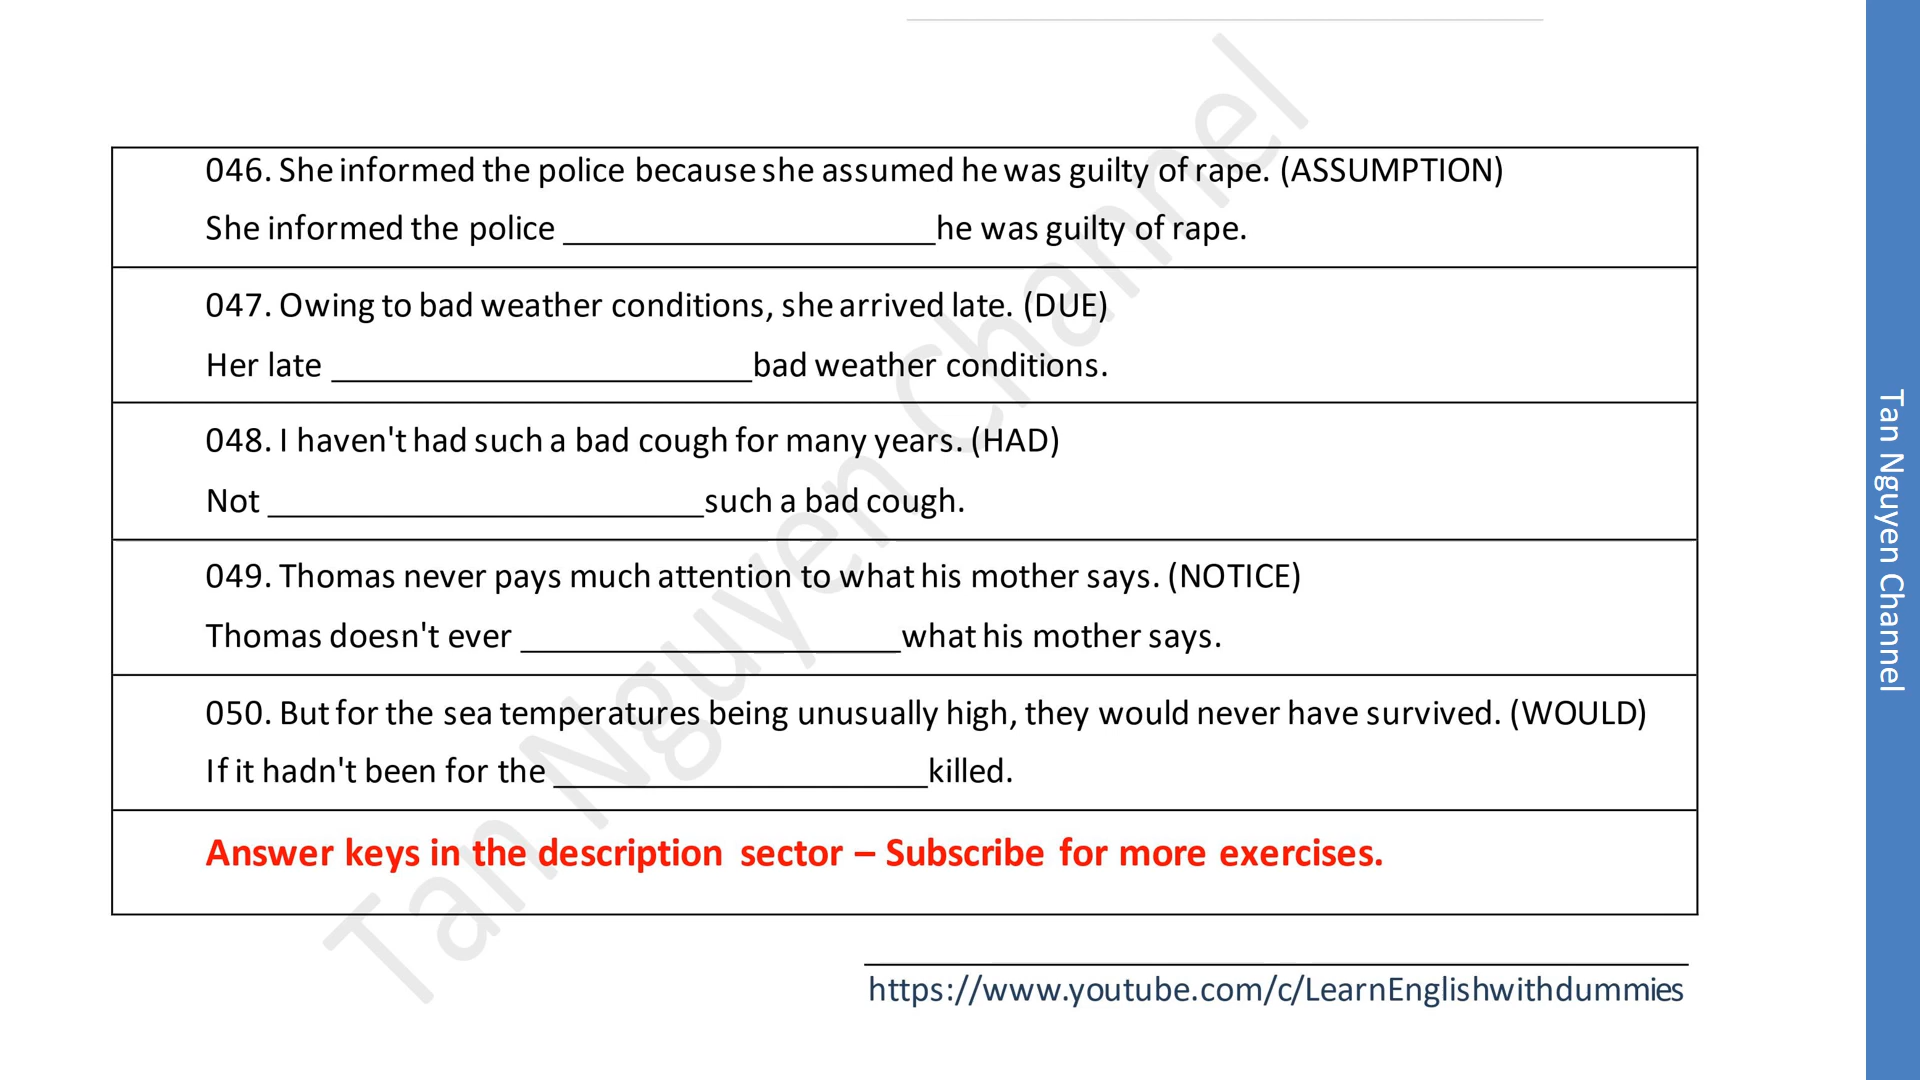 046. She informed the police because she assumed he was guilty of rape. (ASSUMPTION)
She informed the police ____________________he was guilty of rape.
047. Owing to bad weather conditions, she arrived late. (DUE)
Her late ______________________bad weather conditions.
048. I haven't had such a bad cough for many years. (HAD)
Not _______________________such a bad cough.
049. Thomas never pays much attention to what his mother says. (NOTICE)
Thomas doesn't ever ____________________what his mother says.
050. But for the sea temperatures being unusually high, they would never have survived. (WOULD)
If it hadn't been for the ____________________killed.
Answer keys in the description sector – Subscribe for more exercises.
https://www.youtube.com/c/LearnEnglishwithdummies
Tan Nguyen Channel
Tan Nguyen Channel